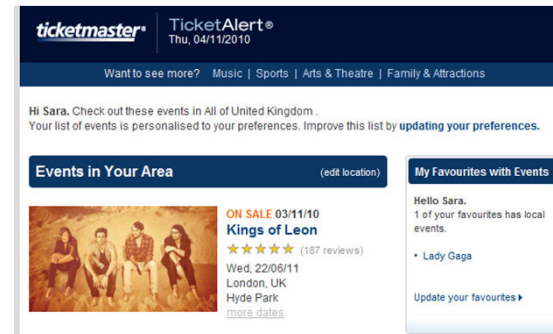 ticketmaster®
TicketAlert®
Thu, 04/11/2010
Want to see more? Music | Sports | Arts & Theatre | Family & Attractions
Hi Sara. Check out these events in All of United Kingdom .
Your list of events is personalised to your preferences. Improve this list by updating your preferences.
Events in Your Area (edit location)
ON SALE 03/11/10
Kings of Leon
(187 reviews)
Wed, 22/06/11
London, UK
Hyde Park
more dates
My Favourites with Events
Hello Sara.
1 of your favourites has local
events.
• Lady Gaga
Update your favourites